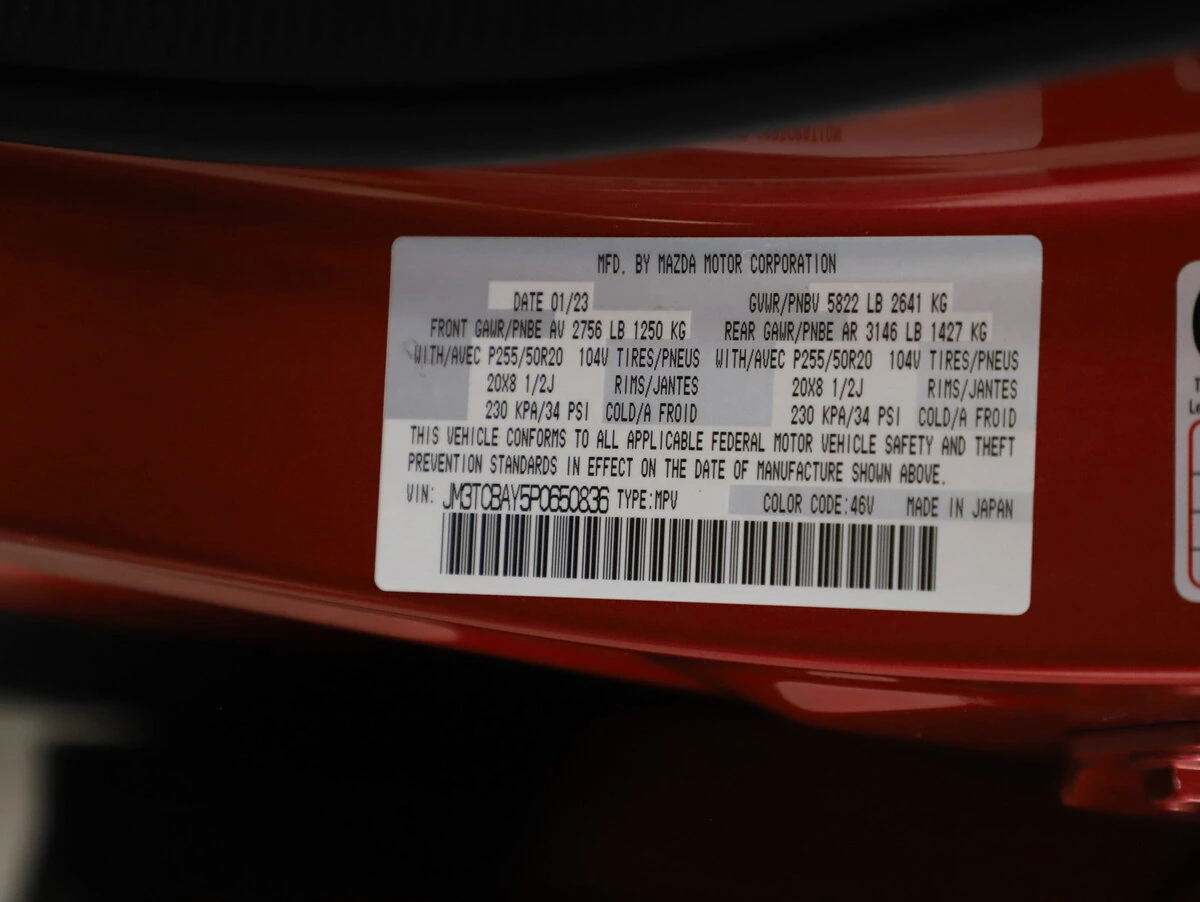 MFD. BY MAZDA MOTOR CORPORATION
DATE 01/23 GVWR/PNBV 5822 LB 2641 KG
FRONT GAWR/PNBE AV 2756 LB 1250 KG REAR GAWR/PNBE AR 3146 LB 1427 KG
WITH/AVEC P255/50R20 104V TIRES/PNEUS WITH/AVEC P255/50R20 104V TIRES/PNEUS
20X8 1/2J RIMS/JANTES 20X8 1/2J RIMS/JANTES
230 KPA/34 PSI COLD/A FROID 230 KPA/34 PSI COLD/A FROID
THIS VEHICLE CONFORMS TO ALL APPLICABLE FEDERAL MOTOR VEHICLE SAFETY AND THEFT
PREVENTION STANDARDS IN EFFECT ON THE DATE OF MANUFACTURE SHOWN ABOVE.
VIN: JM3TCBAY5P0650836 TYPE:MPV COLOR CODE:46V MADE IN JAPAN